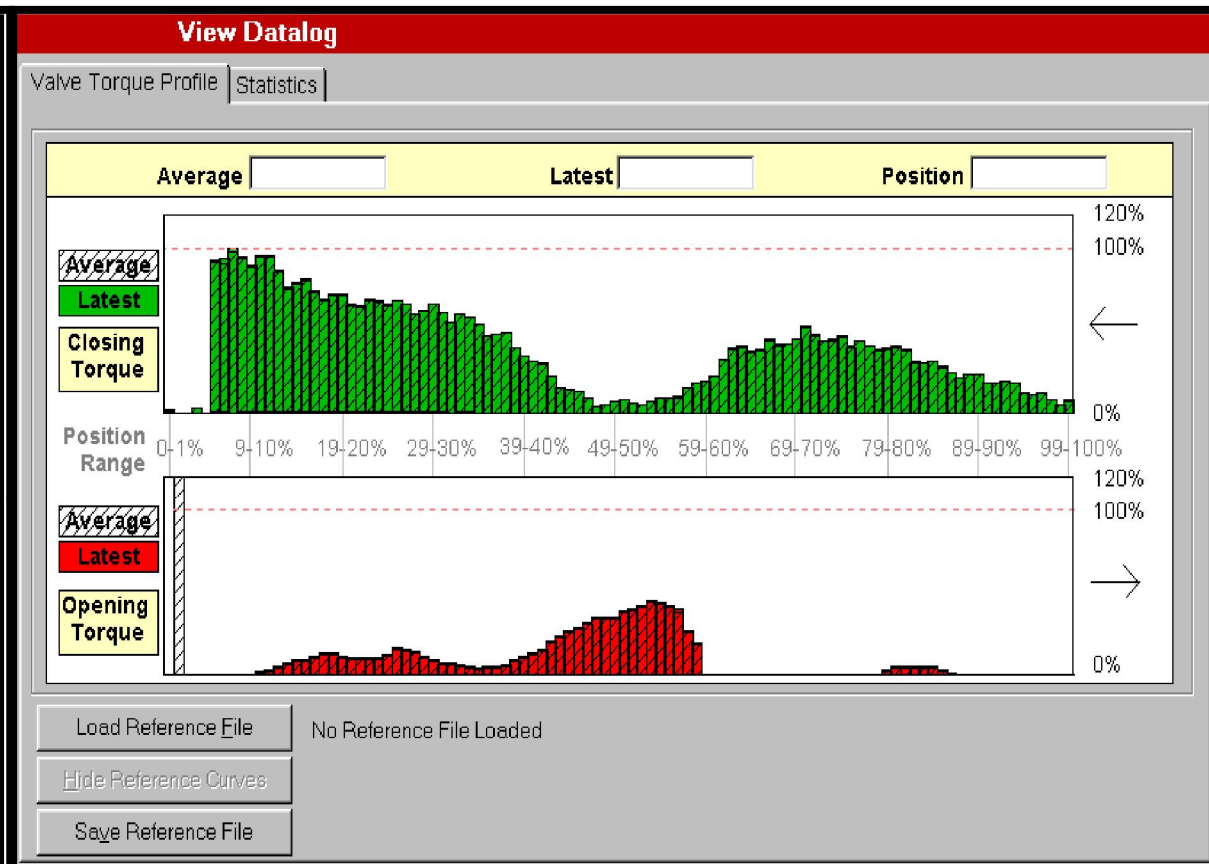 View Datalog
Valve Torque Profile Statistics
Average Latest Position
120%
100%
Average
Latest
Closing
Torque
0%
Position
Range
0-1% 9-10% 19-20% 29-30% 39-40% 49-50% 59-60% 69-70% 79-80% 89-90% 99-100%
120%
100%
Average
Latest
Opening
Torque
0%
Load Reference File No Reference File Loaded
Hide Reference Curves
Save Reference File